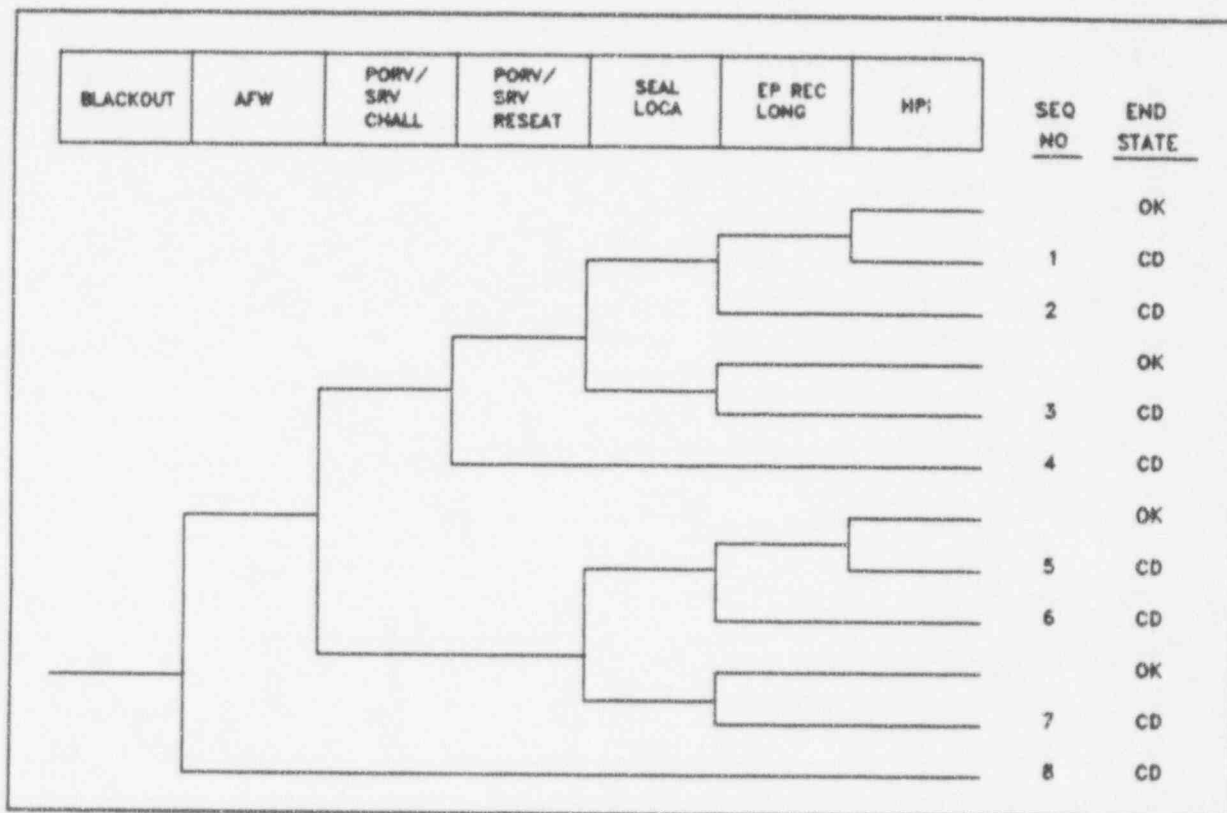 BLACKOUT
AFW
PORV/
SRV
CHALL
PORV/
SRV
RESEAT
SEAL
LOCA
EP REC
LONG
HPI
SEQ
NO
END
STATE
OK
1 CD
2 CD
OK
3 CD
4 CD
OK
5 CD
6 CD
OK
7 CD
8 CD